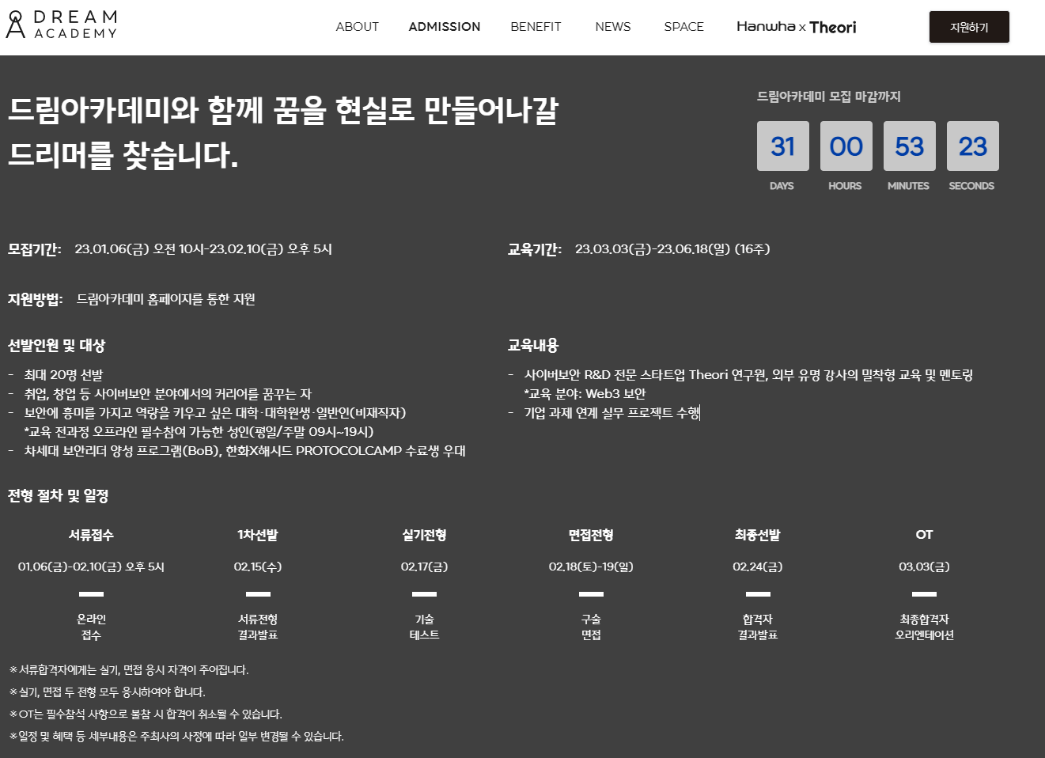 DREAM
ACADEMY
ABOUT
ADMISSION
BENEFIT
NEWS
SPACE
Hanwha x Theori
지원하기
드림아카데미와 함께 꿈을 현실로 만들어나갈
드리머를 찾습니다.
드림아카데미 모집 마감까지
31 00 53 23
DAYS HOURS MINUTES SECONDS
모집기간: 23.01.06(금) 오전 10시-23.02.10(금) 오후 5시
교육기간: 23.03.03(금)-23.06.18(일) (16주)
지원방법: 드림아카데미 홈페이지를 통한 지원
선발인원 및 대상
- 최대 20명 선발
- 취업, 창업 등 사이버보안 분야에서의 커리어를 꿈꾸는 자
- 보안에 흥미를 가지고 역량을 키우고 싶은 대학·대학원생·일반인(비재직자)
*교육 전과정 오프라인 필수참여 가능한 성인(평일/주말 09시~19시)
- 차세대 보안리더 양성 프로그램(BoB), 한화X해시드 PROTOCOLCAMP 수료생 우대
교육내용
- 사이버보안 R&D 전문 스타트업 Theori 연구원, 외부 유명 강사의 밀착형 교육 및 멘토링
*교육 분야: Web3 보안
- 기업 과제 연계 실무 프로젝트 수행
전형 절차 및 일정
서류접수 1차선발 실기전형 면접전형 최종선발 OT
01.06(금)-02.10(금) 오후 5시 02.15(수) 02.17(금) 02.18(토)-19(일) 02.24(금) 03.03(금)
온라인 서류전형 기술 구술 합격자 최종합격자
접수 결과발표 테스트 면접 결과발표 오리엔테이션
※서류합격자에게는 실기, 면접 응시 자격이 주어집니다.
※실기, 면접 두 전형 모두 응시하여야 합니다.
※OT는 필수참석 사항으로 불참 시 합격이 취소될 수 있습니다.
※일정 및 혜택 등 세부내용은 주최사의 사정에 따라 일부 변경될 수 있습니다.